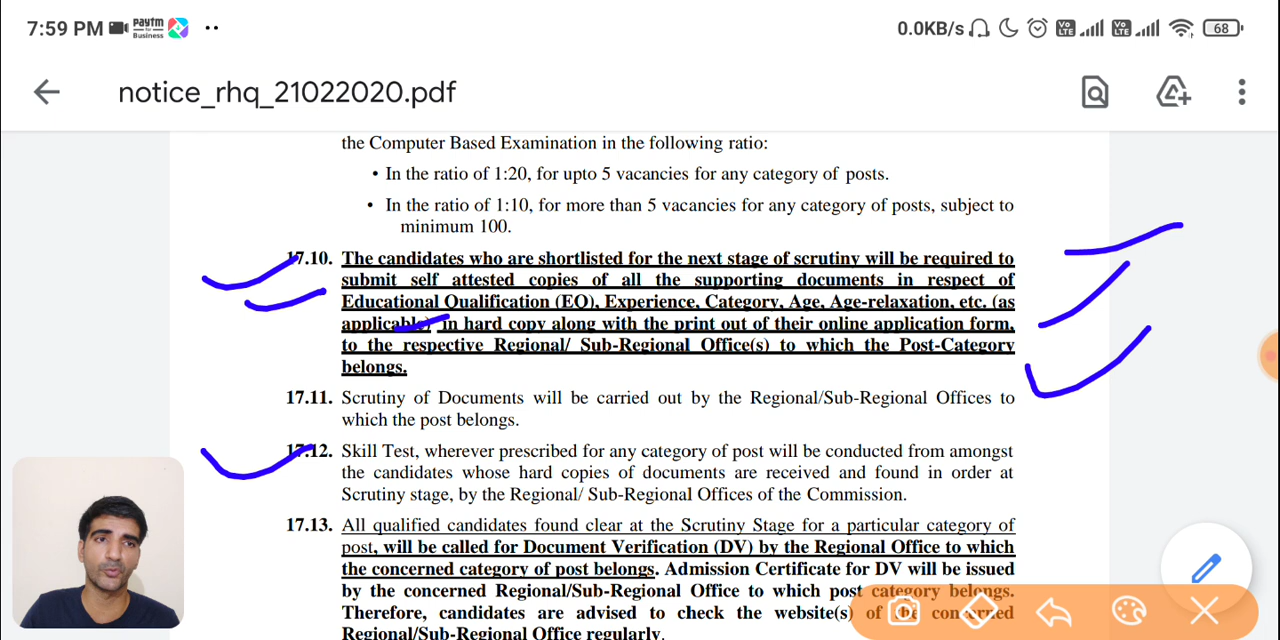 7:59 PM Paytm for Business 0.0KB/s Vo LTE Vo LTE 68
notice_rhq_21022020.pdf
the Computer Based Examination in the following ratio:
• In the ratio of 1:20, for upto 5 vacancies for any category of posts.
• In the ratio of 1:10, for more than 5 vacancies for any category of posts, subject to
minimum 100.
17.10. The candidates who are shortlisted for the next stage of scrutiny will be required to
submit self attested copies of all the supporting documents in respect of
Educational Qualification (EQ), Experience, Category, Age, Age-relaxation, etc. (as
applicable) in hard copy along with the print out of their online application form,
to the respective Regional/ Sub-Regional Office(s) to which the Post-Category
belongs.
17.11. Scrutiny of Documents will be carried out by the Regional/Sub-Regional Offices to
which the post belongs.
17.12. Skill Test, wherever prescribed for any category of post will be conducted from amongst
the candidates whose hard copies of documents are received and found in order at
Scrutiny stage, by the Regional/ Sub-Regional Offices of the Commission.
17.13. All qualified candidates found clear at the Scrutiny Stage for a particular category of
post, will be called for Document Verification (DV) by the Regional Office to which
the concerned category of post belongs. Admission Certificate for DV will be issued
by the concerned Regional/Sub-Regional Office to which post category belongs.
Therefore, candidates are advised to check the website(s) of the concerned
Regional/Sub-Regional Office regularly.